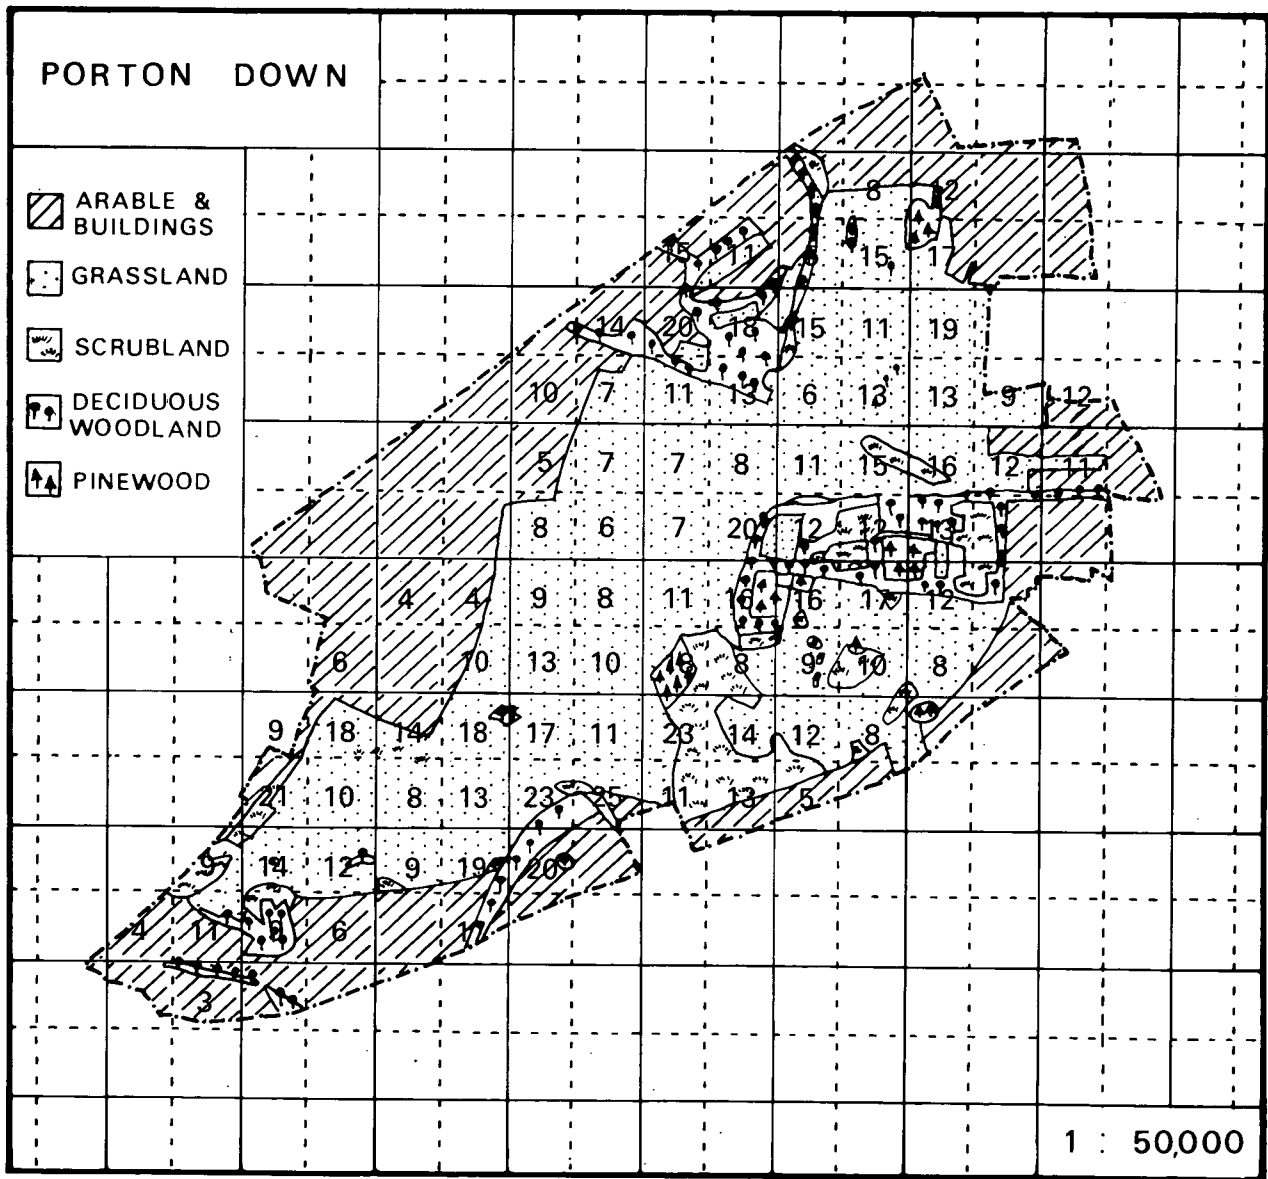 PORTON DOWN
ARABLE &
BUILDINGS
GRASSLAND
SCRUBLAND
DECIDUOUS
WOODLAND
PINEWOOD
8 12
15 11 15 17
14 20 18 15 11 19
10 7 11 13 6 13 13 9 12
5 7 7 8 11 15 16 12 11
8 6 7 20 12 12 13
4 4 9 8 11 16 16 17 12
6 10 13 10 18 8 9 10 8
9 18 14 18 17 11 23 14 12 8
21 10 8 13 23 25 11 13 5
9 14 12 9 19 20
4 11 6 17
3
1 : 50,000